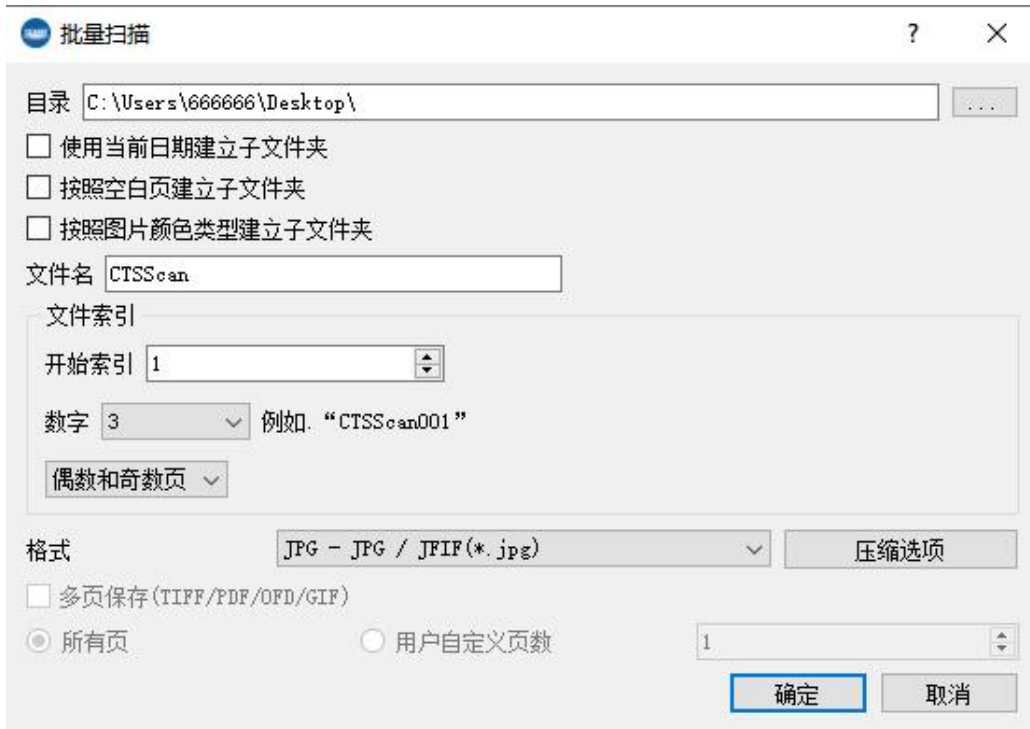 批量扫描 ?
目录 C:\Users\666666\Desktop\ ...
使用当前日期建立子文件夹
按照空白页建立子文件夹
按照图片颜色类型建立子文件夹
文件名 CTSScan
文件索引
开始索引 1
数字 3 例如. “CTSScan001”
偶数和奇数页
格式 JPG - JPG / JFIF(*.jpg) 压缩选项
多页保存(TIFF/PDF/OFD/GIF)
所有页 用户自定义页数 1
确定 取消